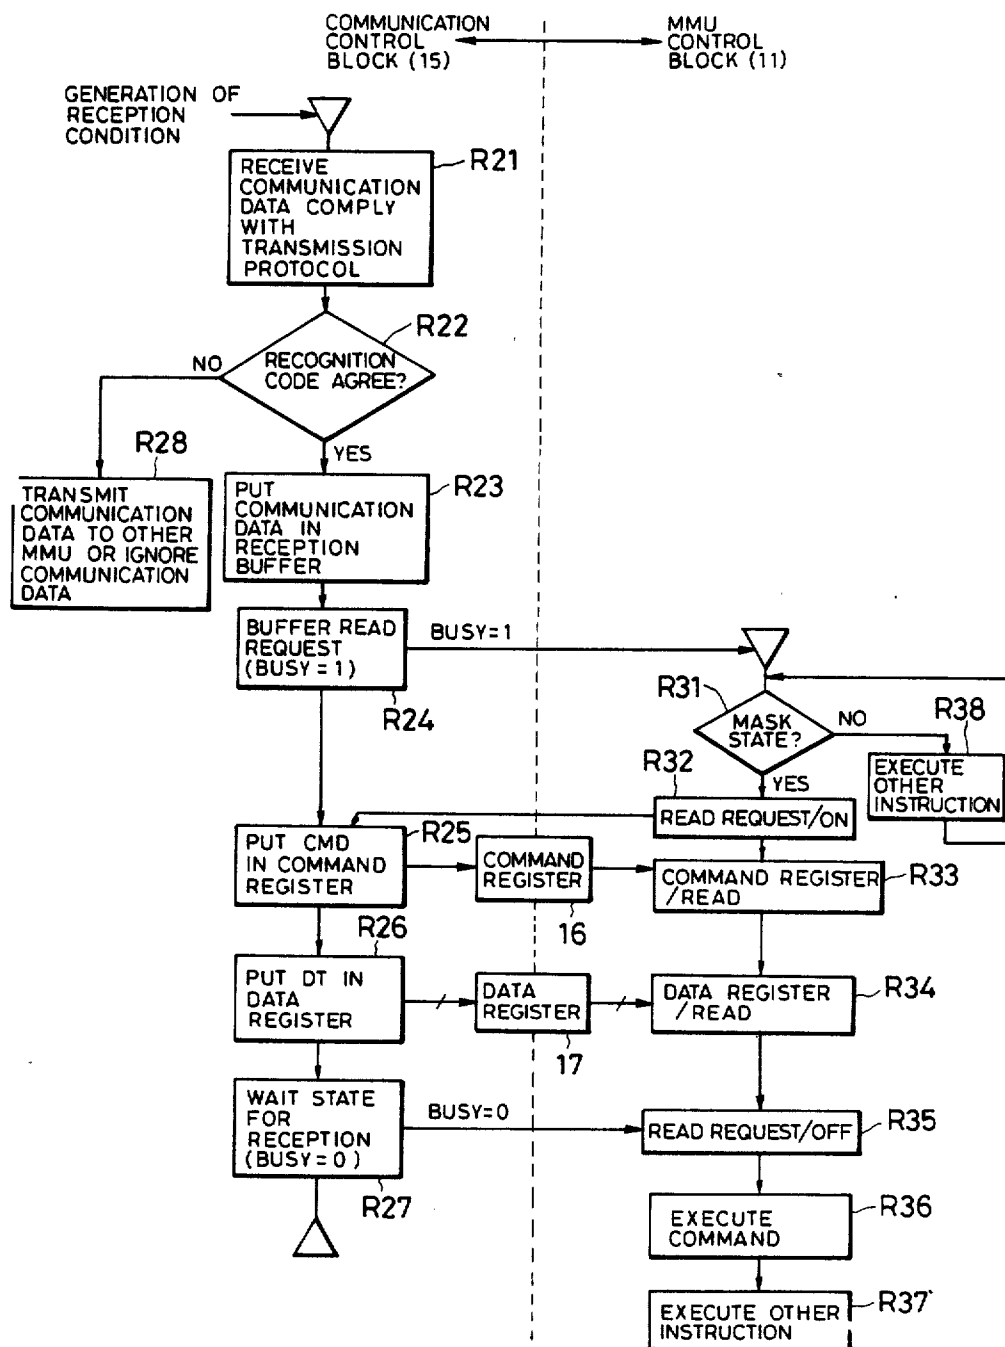 COMMUNICATION
CONTROL
BLOCK (15)
MMU
CONTROL
BLOCK (11)
GENERATION OF
RECEPTION
CONDITION
RECEIVE
COMMUNICATION
DATA COMPLY
WITH
TRANSMISSION
PROTOCOL
R21
RECOGNITION
CODE AGREE?
R22
NO
YES
R28
TRANSMIT
COMMUNICATION
DATA TO OTHER
MMU OR IGNORE
COMMUNICATION
DATA
PUT
COMMUNICATION
DATA IN
RECEPTION
BUFFER
R23
BUFFER READ
REQUEST
(BUSY=1)
R24
BUSY=1
R31
MASK
STATE?
NO
YES
R38
EXECUTE
OTHER
INSTRUCTION
R32
READ REQUEST/ON
PUT CMD
IN COMMAND
REGISTER
R25
COMMAND
REGISTER
16
COMMAND REGISTER
/READ
R33
R26
PUT DT IN
DATA
REGISTER
DATA
REGISTER
17
DATA REGISTER
/READ
R34
WAIT STATE
FOR
RECEPTION
(BUSY=0)
R27
BUSY=0
READ REQUEST/OFF
R35
EXECUTE
COMMAND
R36
EXECUTE OTHER
INSTRUCTION
R37